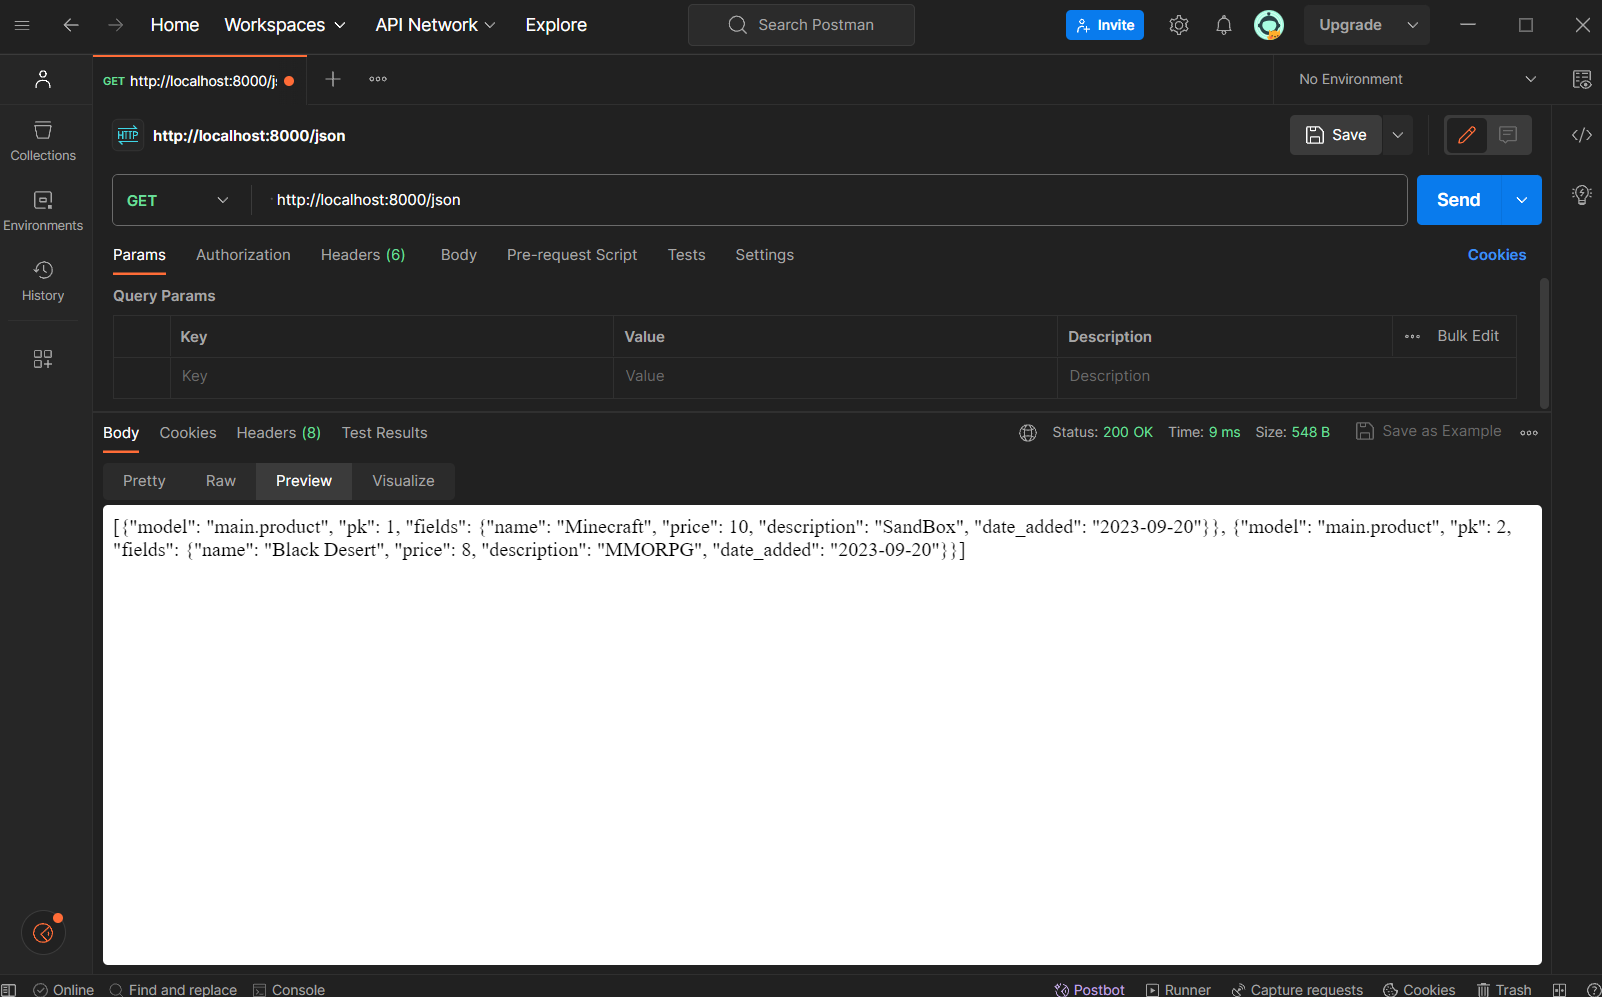 Home Workspaces API Network Explore Search Postman Invite Upgrade
GET http://localhost:8000/j No Environment
HTTP http://localhost:8000/json Save
GET http://localhost:8000/json Send
Params Authorization Headers (6) Body Pre-request Script Tests Settings Cookies
Query Params
Key Value Description Bulk Edit
Key Value Description
Collections
Environments
History
Body Cookies Headers (8) Test Results Status: 200 OK Time: 9 ms Size: 548 B Save as Example
Pretty Raw Preview Visualize
[{"model": "main.product", "pk": 1, "fields": {"name": "Minecraft", "price": 10, "description": "SandBox", "date_added": "2023-09-20"}}, {"model": "main.product", "pk": 2,
"fields": {"name": "Black Desert", "price": 8, "description": "MMORPG", "date_added": "2023-09-20"}}]
Online Find and replace Console Postbot Runner Capture requests Cookies Trash